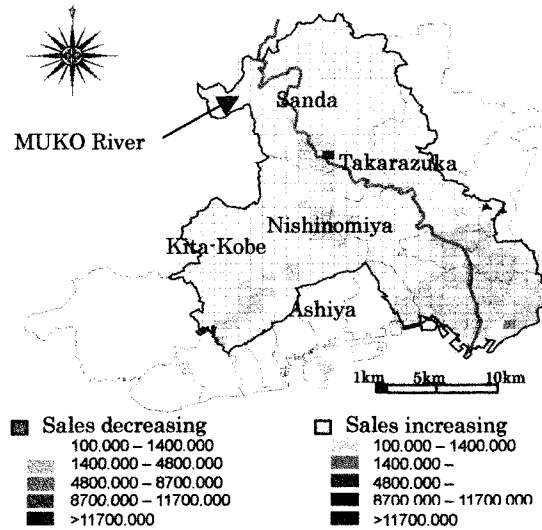 Sanda
MUKO River
Takarazuka
Nishinomiya
Kita-Kobe
Ashiya
1km 5km 10km
Sales decreasing
100.000 – 1400.000
1400.000 – 4800.000
4800.000 – 8700.000
8700.000 – 11700.000
>11700.000
Sales increasing
100.000 – 1400.000
1400.000 –
4800.000 –
8700.000 – 11700.000
>11700.000